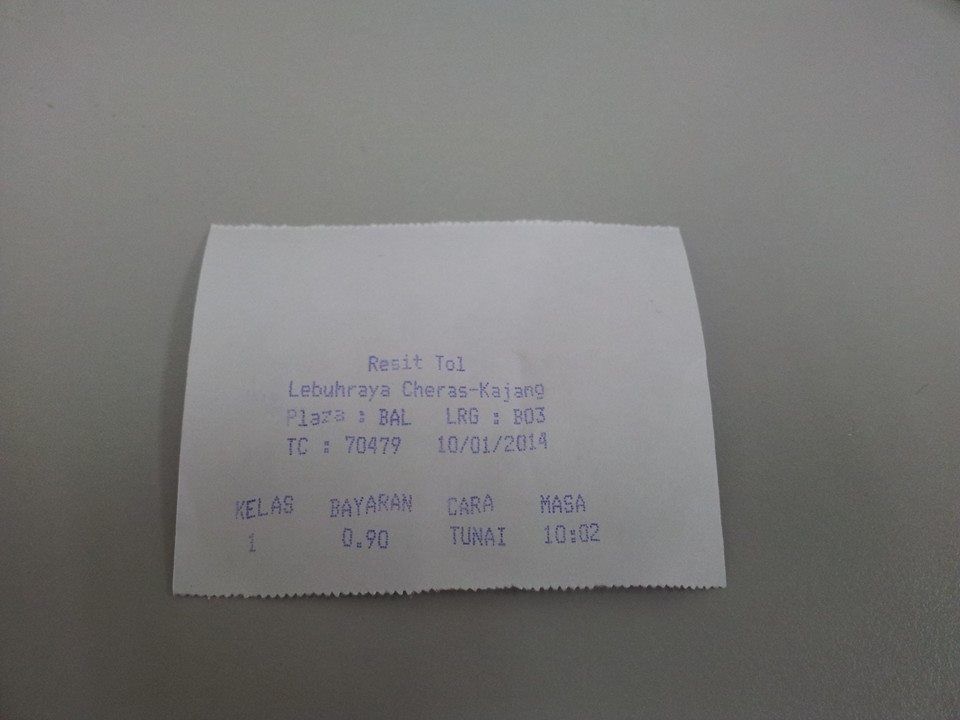 Resit Tol
Lebuhraya Cheras-Kajang
Plaza : BAL LRG : B03
TC : 70479 10/01/2014
KELAS BAYARAN CARA MASA
1 0.90 TUNAI 10:02